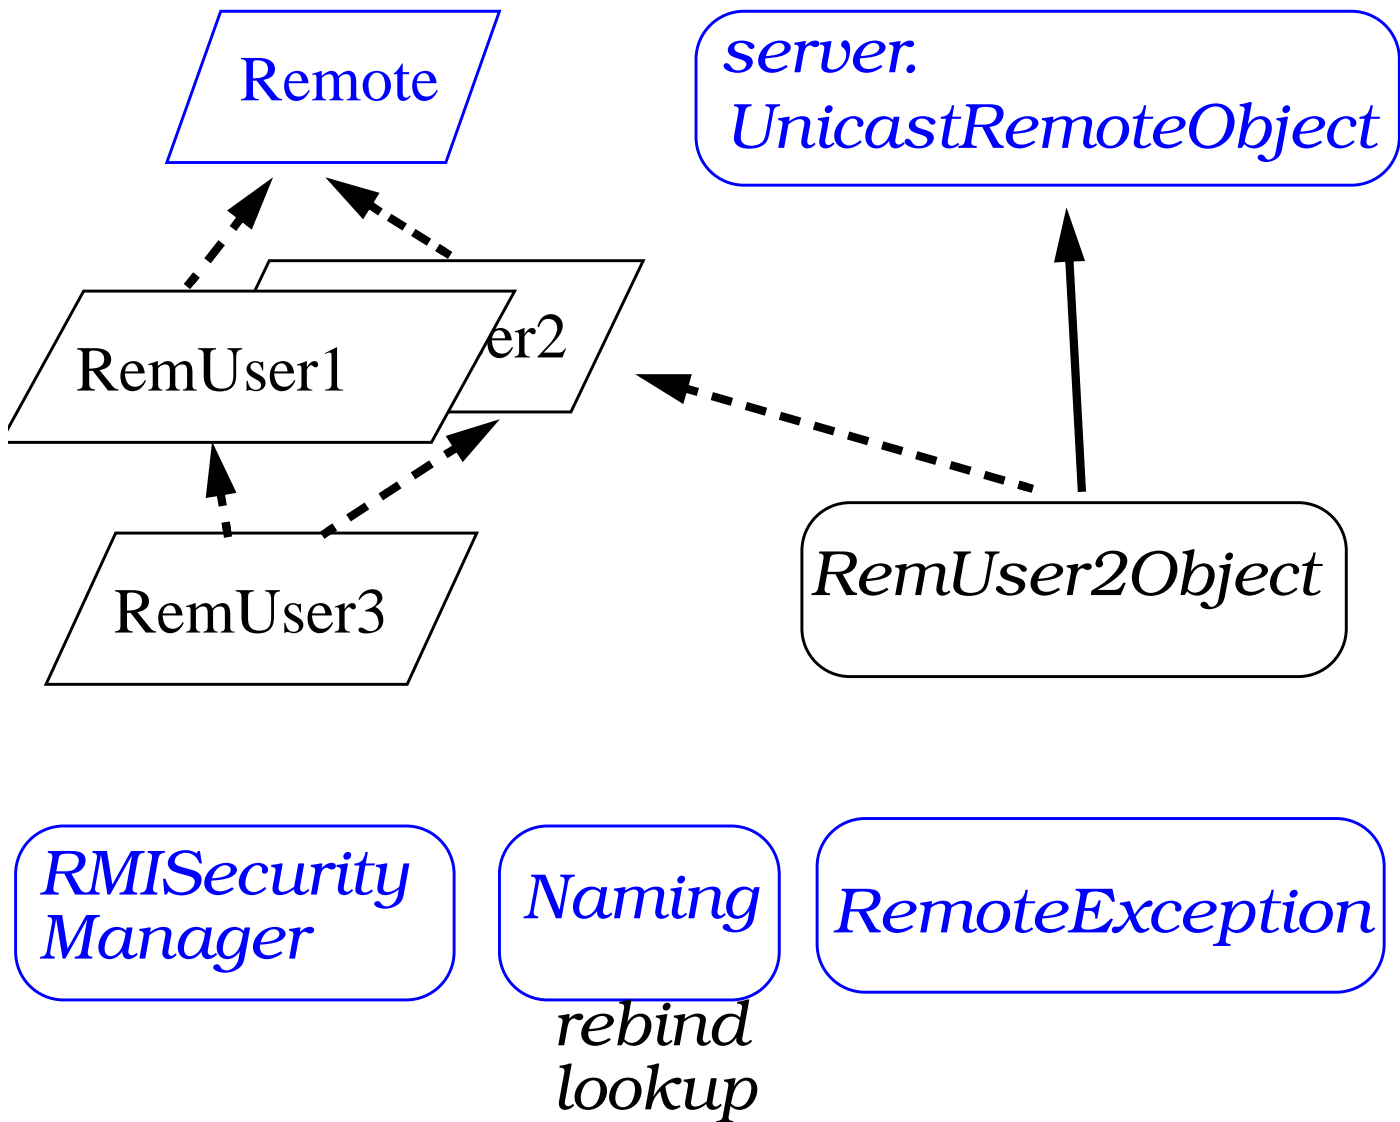 Remote
server.
UnicastRemoteObject
er2
RemUser1
RemUser2Object
RemUser3
RMISecurity
Manager
Naming
RemoteException
rebind
lookup